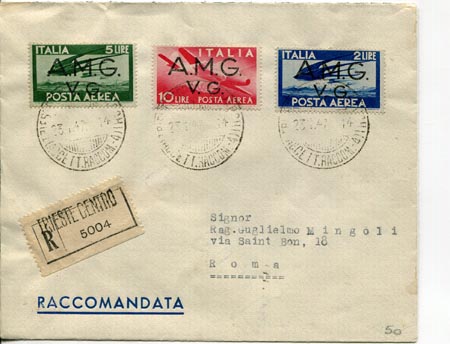 ITALIA 5 LIRE
A.M.G.
V.G.
POSTA AEREA
ITALIA
A.M.G.
V.G.
10 LIRE POSTA AEREA
ITALIA 2 LIRE
A.M.G.
V.G.
POSTA AEREA
TRIESTE CENTRO
R 5004
Signor
Rag.Guglielmo Mingoli
via Saint Bon, 18
Roma
RACCOMANDATA
50